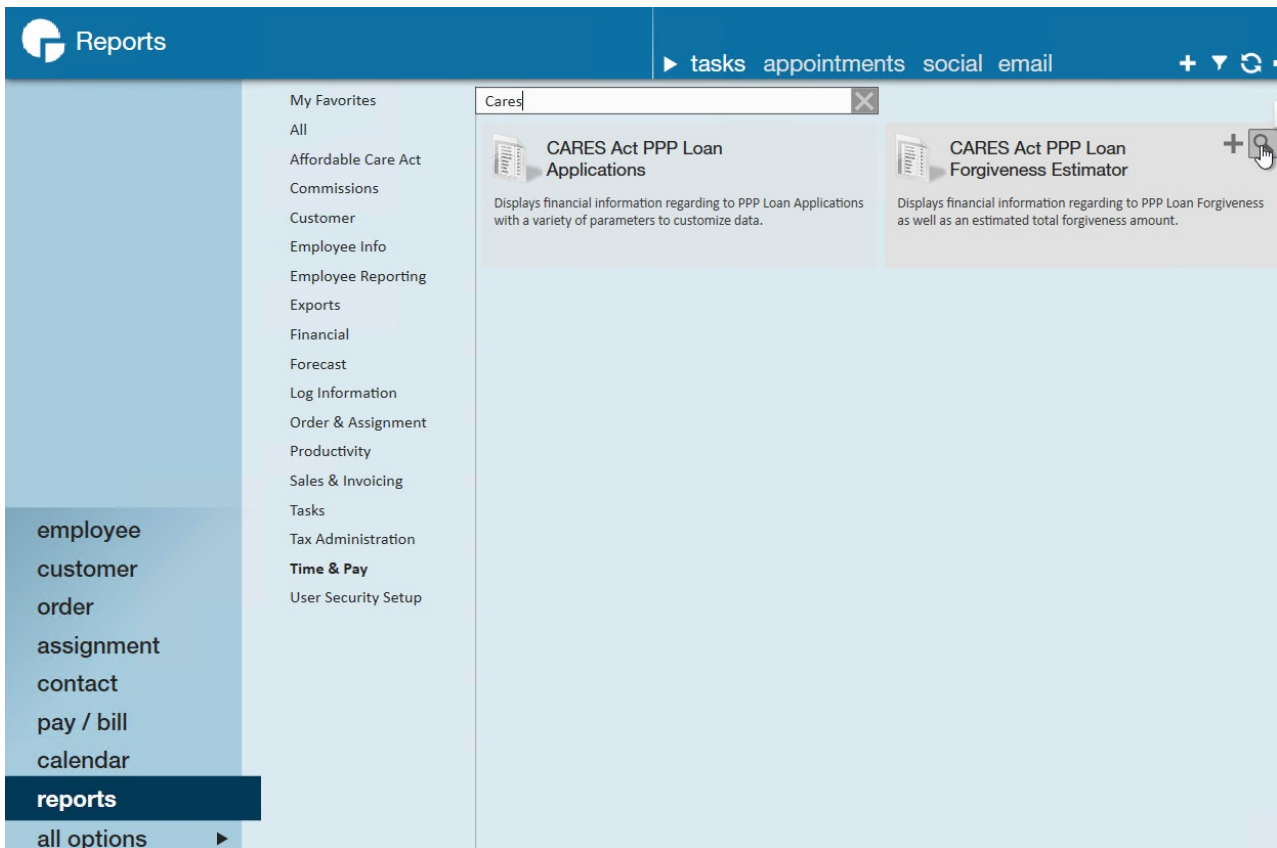 Reports
tasks appointments social email
My Favorites
All
Affordable Care Act
Commissions
Customer
Employee Info
Employee Reporting
Exports
Financial
Forecast
Log Information
Order & Assignment
Productivity
Sales & Invoicing
Tasks
Tax Administration
Time & Pay
User Security Setup
Cares
CARES Act PPP Loan
Applications
Displays financial information regarding to PPP Loan Applications
with a variety of parameters to customize data.
CARES Act PPP Loan
Forgiveness Estimator
Displays financial information regarding to PPP Loan Forgiveness
as well as an estimated total forgiveness amount.
employee
customer
order
assignment
contact
pay / bill
calendar
reports
all options